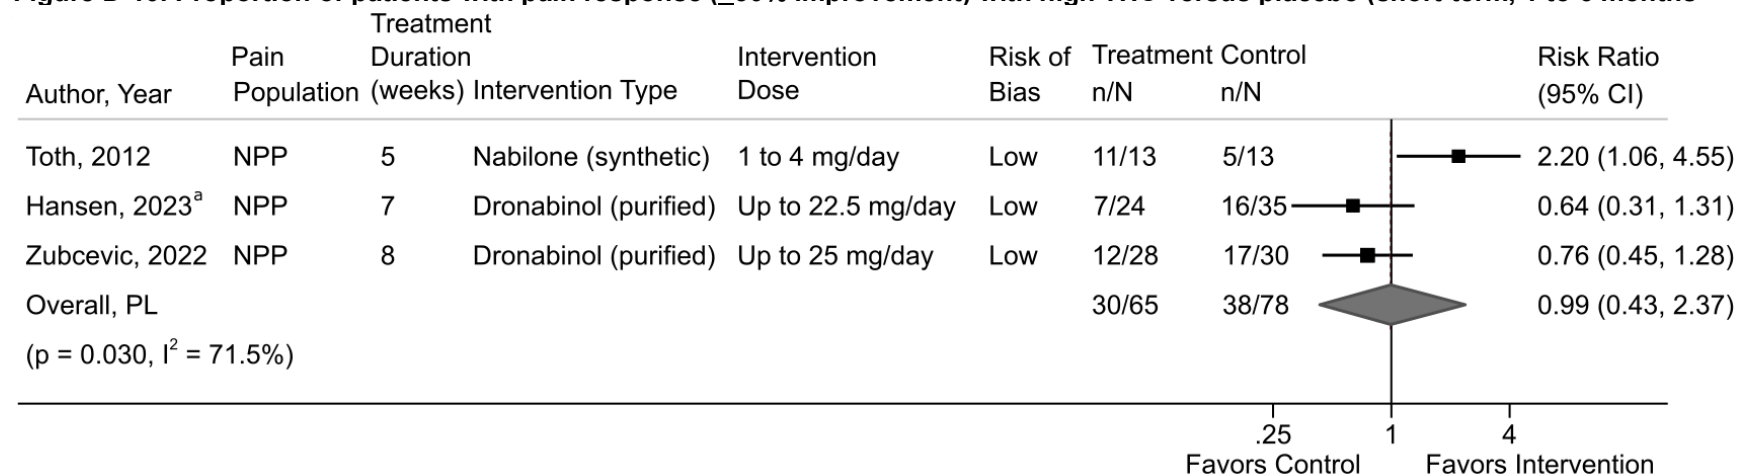 Author, Year Pain Population Treatment Duration (weeks) Intervention Type Intervention Dose Risk of Bias Treatment n/N Control n/N Risk Ratio (95% CI)
Toth, 2012 NPP 5 Nabilone (synthetic) 1 to 4 mg/day Low 11/13 5/13 2.20 (1.06, 4.55)
Hansen, 2023a NPP 7 Dronabinol (purified) Up to 22.5 mg/day Low 7/24 16/35 0.64 (0.31, 1.31)
Zubcevic, 2022 NPP 8 Dronabinol (purified) Up to 25 mg/day Low 12/28 17/30 0.76 (0.45, 1.28)
Overall, PL 30/65 38/78 0.99 (0.43, 2.37)
(p = 0.030, I2 = 71.5%)
.25 1 4
Favors Control Favors Intervention